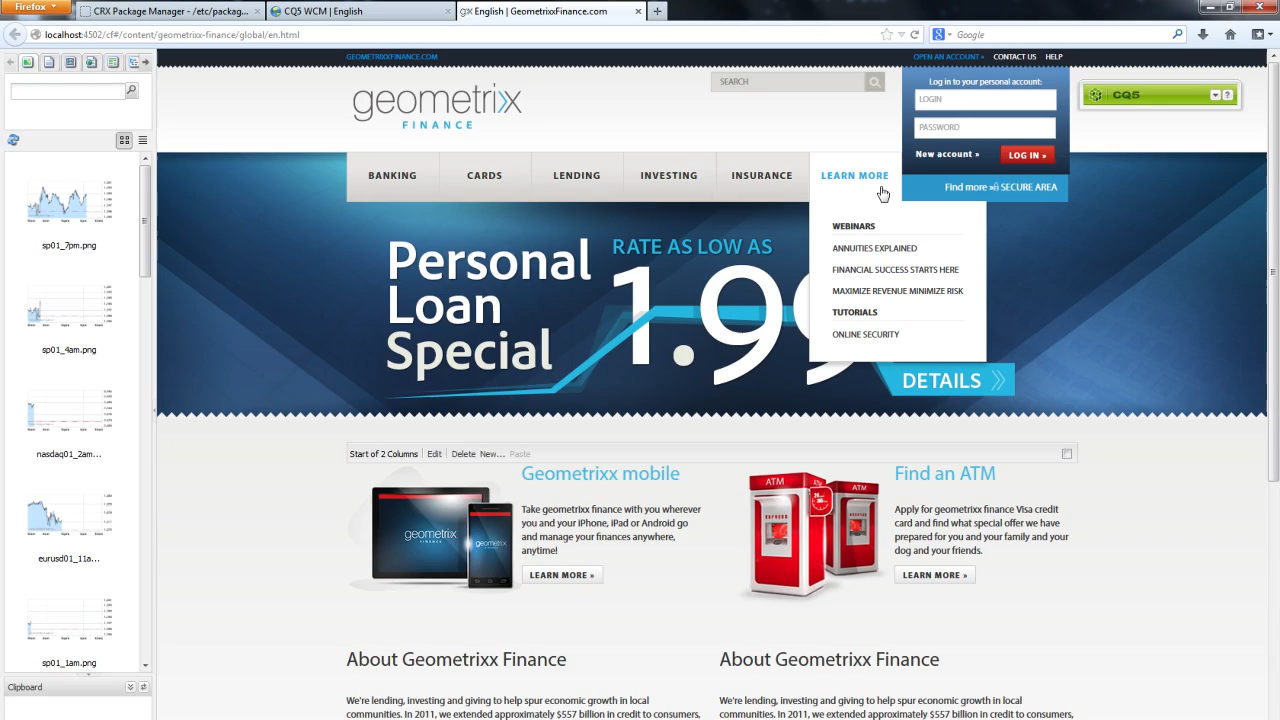 Firefox
CRX Package Manager - /etc/packag...
CQ5 WCM | English
English | GeometrixxFinance.com
localhost:4502/cf#/content/geometrixx-finance/global/en.html
Google
GEOMETRIXXFINANCE.COM
OPEN AN ACCOUNT »
CONTACT US
HELP
geometrixx
FINANCE
SEARCH
Log in to your personal account:
LOGIN
PASSWORD
New account »
LOG IN »
Find more »
SECURE AREA
CQ5
BANKING
CARDS
LENDING
INVESTING
INSURANCE
LEARN MORE
WEBINARS
ANNUITIES EXPLAINED
FINANCIAL SUCCESS STARTS HERE
MAXIMIZE REVENUE MINIMIZE RISK
TUTORIALS
ONLINE SECURITY
Personal
Loan
Special
RATE AS LOW AS
1.99
DETAILS
sp01_7pm.png
sp01_4am.png
nasdaq01_2am...
eurusd01_11a...
sp01_1am.png
Clipboard
Start of 2 Columns
Edit
Delete
New...
Paste
Geometrixx mobile
Take geometrixx finance with you wherever
you and your iPhone, iPad or Android go
and manage your finances anywhere,
anytime!
LEARN MORE »
geometrix
FINANCE
geometrix
ATM
ATM
Find an ATM
Apply for geometrixx finance Visa credit
card and find what special offer we have
prepared for you and your family and your
dog and your friends.
LEARN MORE »
About Geometrixx Finance
We're lending, investing and giving to help spur economic growth in local
communities. In 2011, we extended approximately $557 billion in credit to consumers,
About Geometrixx Finance
We're lending, investing and giving to help spur economic growth in local
communities. In 2011, we extended approximately $557 billion in credit to consumers,